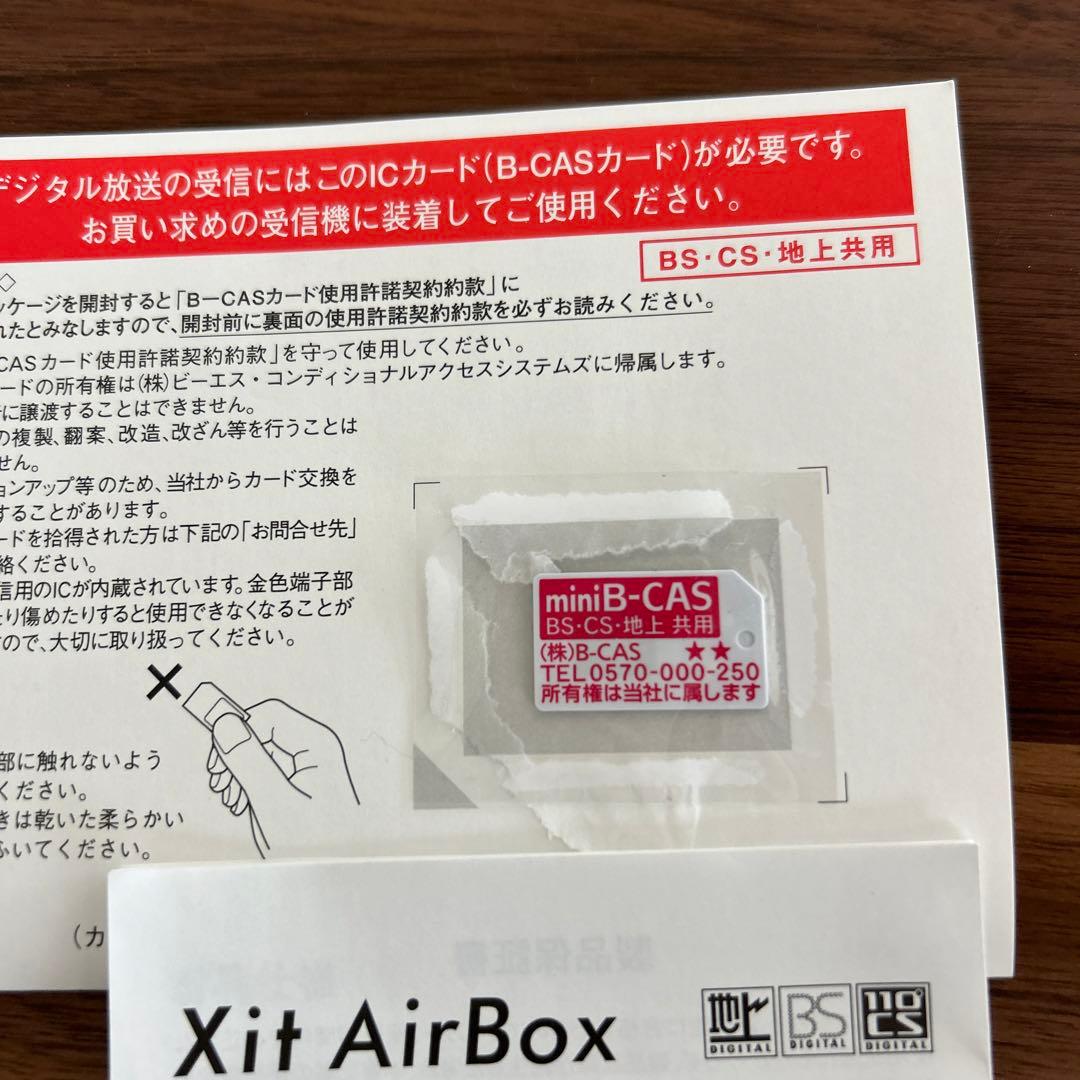 デジタル放送の受信にはこのICカード(B-CASカード)が必要です。
お買い求めの受信機に装着してご使用ください。
BS・CS・地上共用
ッケージを開封すると「B−CASカード使用許諾契約約款」に
れたとみなしますので、開封前に裏面の使用許諾契約約款を必ずお読みください。
CASカード使用許諾契約約款」を守って使用してください。
ードの所有権は(株)ビーエス・コンディショナルアクセスシステムズに帰属します。
に譲渡することはできません。
の複製、翻案、改造、改ざん等を行うことは
せん。
ョンアップ等のため、当社からカード交換を
することがあります。
ードを拾得された方は下記の「お問合せ先」
絡ください。
信用のICが内蔵されています。金色端子部
たり傷めたりすると使用できなくなることが
すので、大切に取り扱ってください。
miniB-CAS
BS・CS・地上 共用
(株)B-CAS ★★
TEL0570-000-250
所有権は当社に属します
部に触れないよう
ください。
きは乾いた柔らかい
ふいてください。
(カ
製品保証書
Xit AirBox
地上 DIGITAL
BS DIGITAL
110°CS DIGITAL